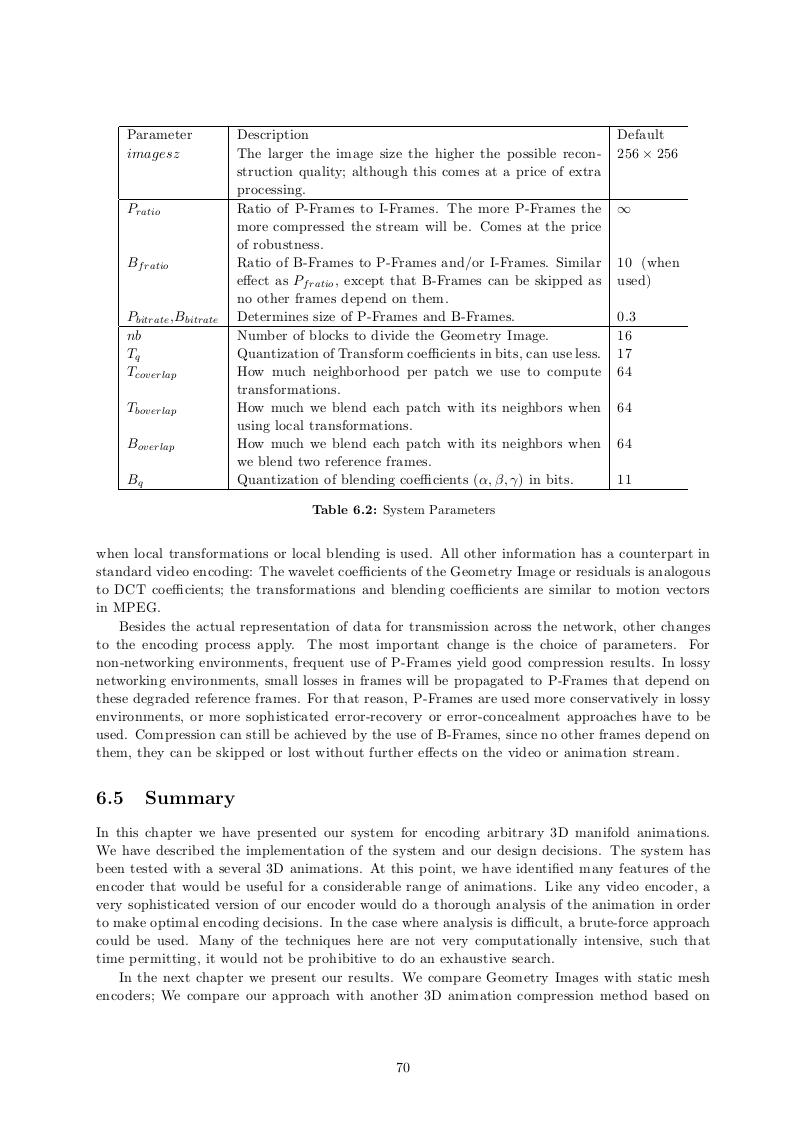 Parameter Description Default
imagesz The larger the image size the higher the possible recon- 256 × 256
struction quality; although this comes at a price of extra
processing.
P_ratio Ratio of P-Frames to I-Frames. The more P-Frames the ∞
more compressed the stream will be. Comes at the price
of robustness.
B_fratio Ratio of B-Frames to P-Frames and/or I-Frames. Similar 10 (when
effect as P_fratio, except that B-Frames can be skipped as used)
no other frames depend on them.
P_bitrate,B_bitrate Determines size of P-Frames and B-Frames. 0.3
nb Number of blocks to divide the Geometry Image. 16
T_q Quantization of Transform coefficients in bits, can use less. 17
T_coverlap How much neighborhood per patch we use to compute 64
transformations.
T_boverlap How much we blend each patch with its neighbors when 64
using local transformations.
B_overlap How much we blend each patch with its neighbors when 64
we blend two reference frames.
B_q Quantization of blending coefficients (α, β, γ) in bits. 11
Table 6.2: System Parameters
when local transformations or local blending is used. All other information has a counterpart in
standard video encoding: The wavelet coefficients of the Geometry Image or residuals is analogous
to DCT coefficients; the transformations and blending coefficients are similar to motion vectors
in MPEG.
Besides the actual representation of data for transmission across the network, other changes
to the encoding process apply. The most important change is the choice of parameters. For
non-networking environments, frequent use of P-Frames yield good compression results. In lossy
networking environments, small losses in frames will be propagated to P-Frames that depend on
these degraded reference frames. For that reason, P-Frames are used more conservatively in lossy
environments, or more sophisticated error-recovery or error-concealment approaches have to be
used. Compression can still be achieved by the use of B-Frames, since no other frames depend on
them, they can be skipped or lost without further effects on the video or animation stream.
6.5 Summary
In this chapter we have presented our system for encoding arbitrary 3D manifold animations.
We have described the implementation of the system and our design decisions. The system has
been tested with a several 3D animations. At this point, we have identified many features of the
encoder that would be useful for a considerable range of animations. Like any video encoder, a
very sophisticated version of our encoder would do a thorough analysis of the animation in order
to make optimal encoding decisions. In the case where analysis is difficult, a brute-force approach
could be used. Many of the techniques here are not very computationally intensive, such that
time permitting, it would not be prohibitive to do an exhaustive search.
In the next chapter we present our results. We compare Geometry Images with static mesh
encoders; We compare our approach with another 3D animation compression method based on
70